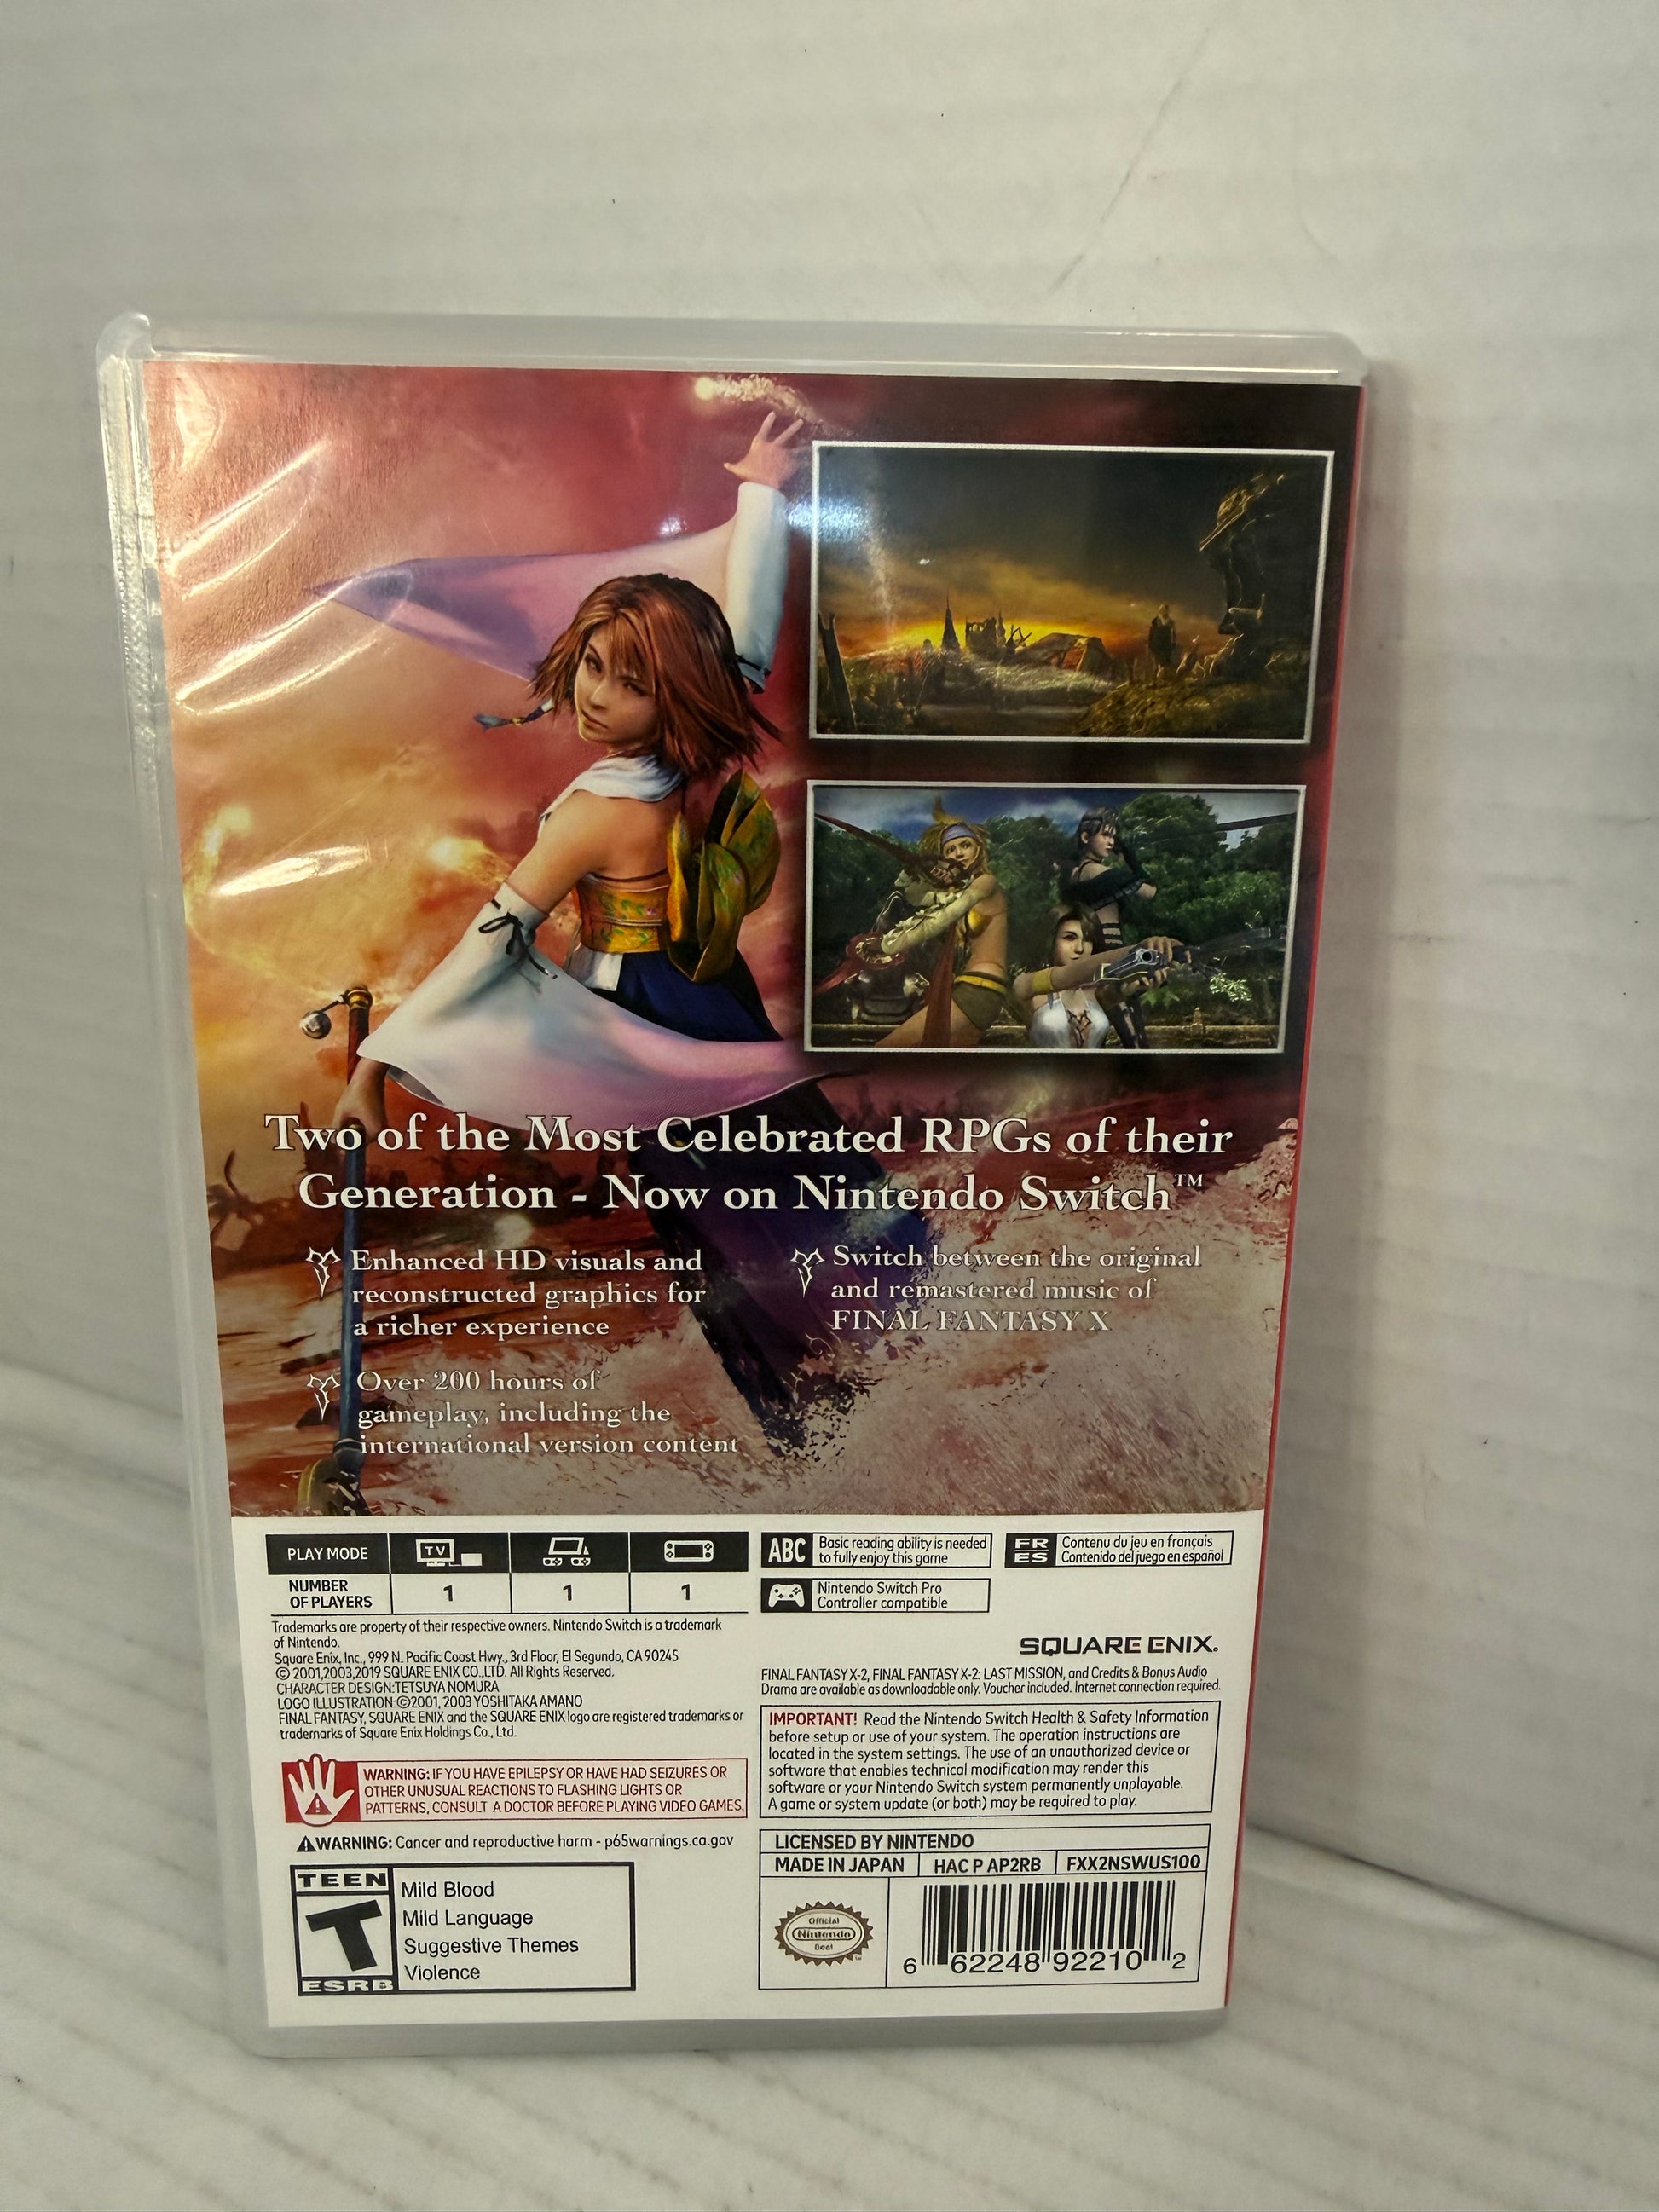 Two of the Most Celebrated RPGs of their
Generation - Now on Nintendo Switch™
Enhanced HD visuals and
reconstructed graphics for
a richer experience
Over 200 hours of
gameplay, including the
international version content
Switch between the original
and remastered music of
FINAL FANTASY X
PLAY MODE
TV
NUMBER
OF PLAYERS
1
1
1
ABC
Basic reading ability is needed
to fully enjoy this game
FR
ES
Contenu du jeu en français
Contenido del juego en español
Nintendo Switch Pro
Controller compatible
Trademarks are property of their respective owners. Nintendo Switch is a trademark
of Nintendo.
Square Enix, Inc., 999 N. Pacific Coast Hwy., 3rd Floor, El Segundo, CA 90245
© 2001,2003,2019 SQUARE ENIX CO.,LTD. All Rights Reserved.
CHARACTER DESIGN:TETSUYA NOMURA
LOGO ILLUSTRATION:©2001, 2003 YOSHITAKA AMANO
FINAL FANTASY, SQUARE ENIX and the SQUARE ENIX logo are registered trademarks or
trademarks of Square Enix Holdings Co., Ltd.
SQUARE ENIX.
FINAL FANTASY X-2, FINAL FANTASY X-2: LAST MISSION, and Credits & Bonus Audio
Drama are available as downloadable only. Voucher included. Internet connection required.
IMPORTANT! Read the Nintendo Switch Health & Safety Information
before setup or use of your system. The operation instructions are
located in the system settings. The use of an unauthorized device or
software that enables technical modification may render this
software or your Nintendo Switch system permanently unplayable.
A game or system update (or both) may be required to play.
WARNING: IF YOU HAVE EPILEPSY OR HAVE HAD SEIZURES OR
OTHER UNUSUAL REACTIONS TO FLASHING LIGHTS OR
PATTERNS, CONSULT A DOCTOR BEFORE PLAYING VIDEO GAMES.
⚠WARNING: Cancer and reproductive harm - p65warnings.ca.gov
TEEN
T
ESRB
Mild Blood
Mild Language
Suggestive Themes
Violence
LICENSED BY NINTENDO
MADE IN JAPAN
HAC P AP2RB
FXX2NSWUS100
Official
Nintendo
Seal
6 62248 92210 2